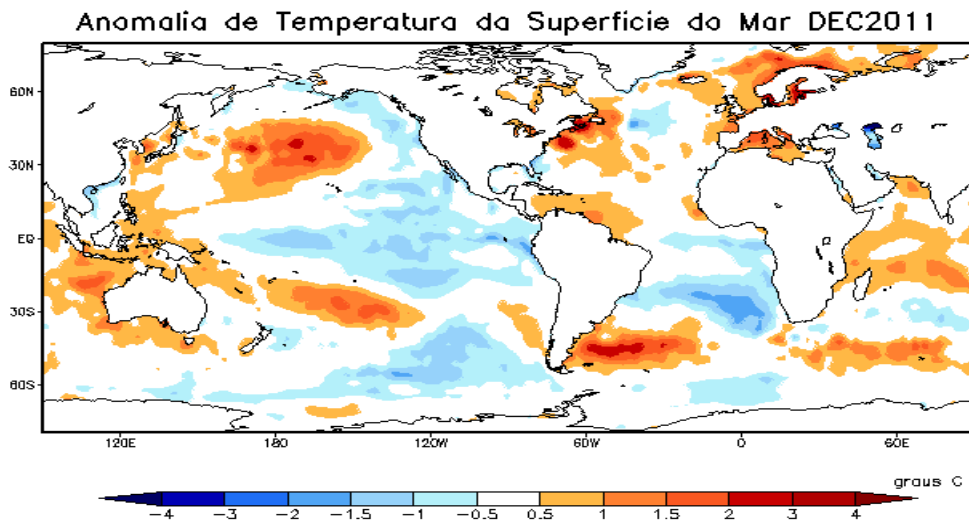 Anomalia de Temperatura da Superficie do Mar DEC2011
60N
30N
EQ
30S
60S
120E 180 120W 60W 0 60E
graus C
-4 -3 -2 -1.5 -1 -0.5 0.5 1 1.5 2 3 4